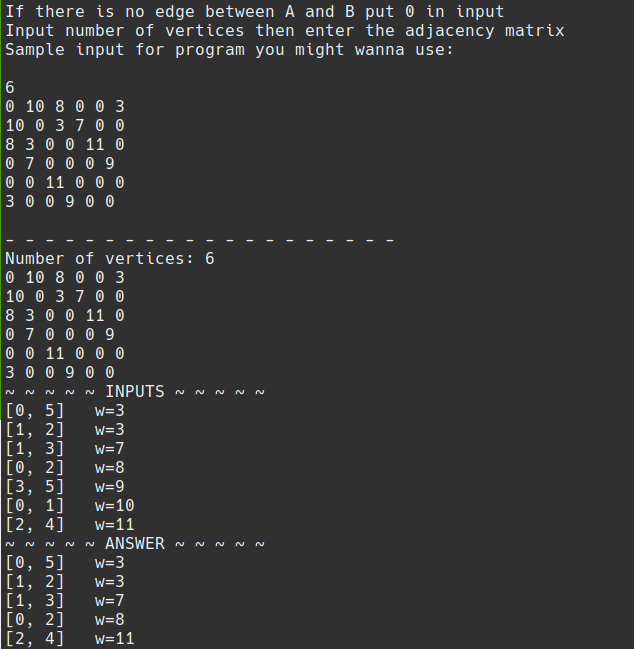 If there is no edge between A and B put 0 in input
Input number of vertices then enter the adjacency matrix
Sample input for program you might wanna use:
6
0 10 8 0 0 3
10 0 3 7 0 0
8 3 0 0 11 0
0 7 0 0 0 9
0 0 11 0 0 0
3 0 0 9 0 0
- - - - - - - - - - - - - - - - - - - -
Number of vertices: 6
0 10 8 0 0 3
10 0 3 7 0 0
8 3 0 0 11 0
0 7 0 0 0 9
0 0 11 0 0 0
3 0 0 9 0 0
~ ~ ~ ~ ~ INPUTS ~ ~ ~ ~ ~
[0, 5]   w=3
[1, 2]   w=3
[1, 3]   w=7
[0, 2]   w=8
[3, 5]   w=9
[0, 1]   w=10
[2, 4]   w=11
~ ~ ~ ~ ~ ANSWER ~ ~ ~ ~ ~
[0, 5]   w=3
[1, 2]   w=3
[1, 3]   w=7
[0, 2]   w=8
[2, 4]   w=11